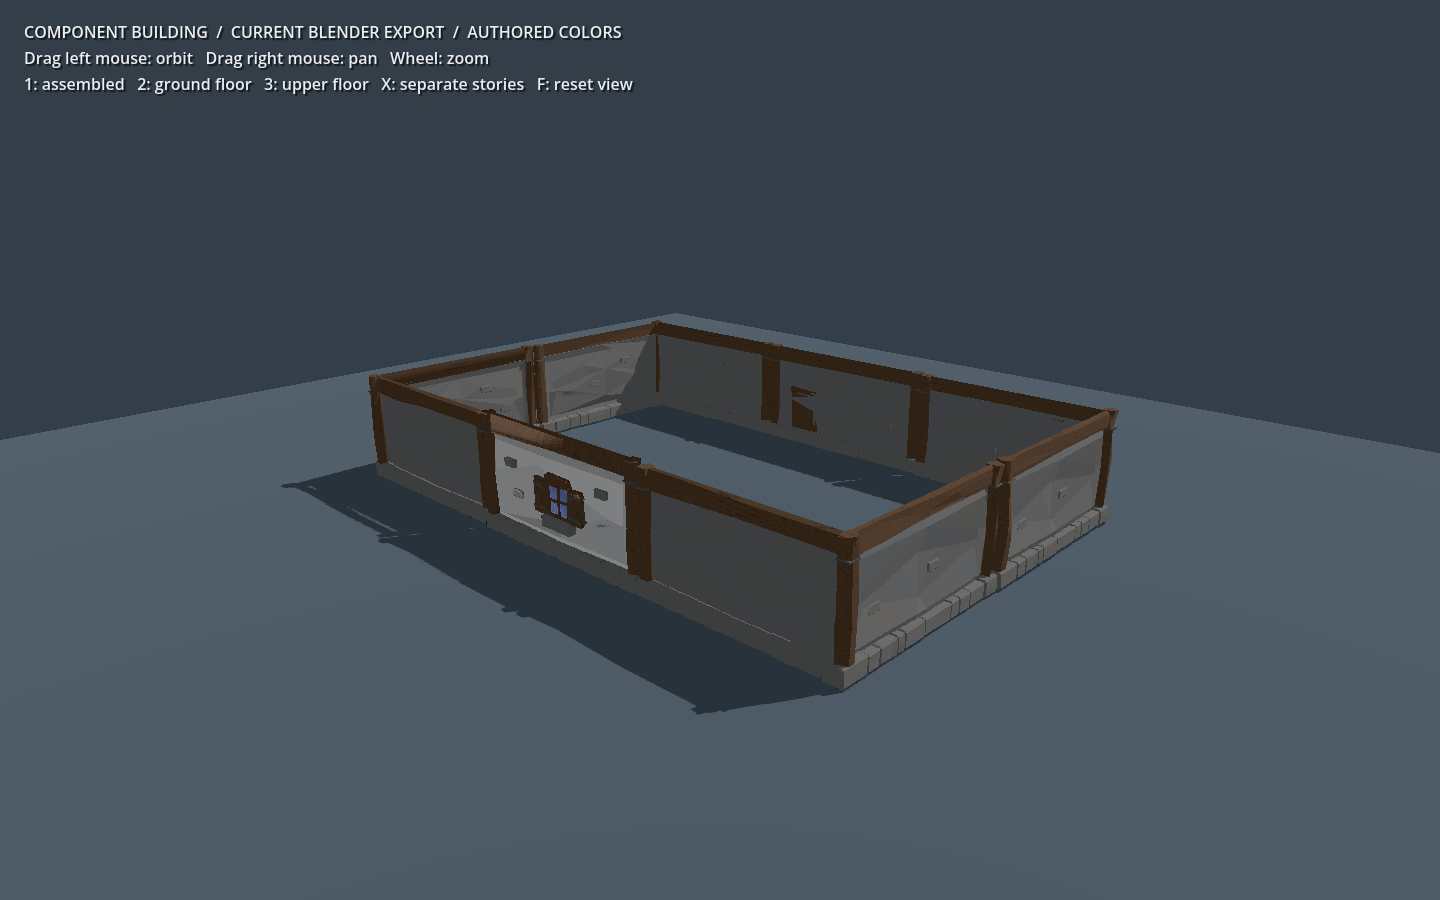 COMPONENT BUILDING / CURRENT BLENDER EXPORT / AUTHORED COLORS
Drag left mouse: orbit Drag right mouse: pan Wheel: zoom
1: assembled 2: ground floor 3: upper floor X: separate stories F: reset view